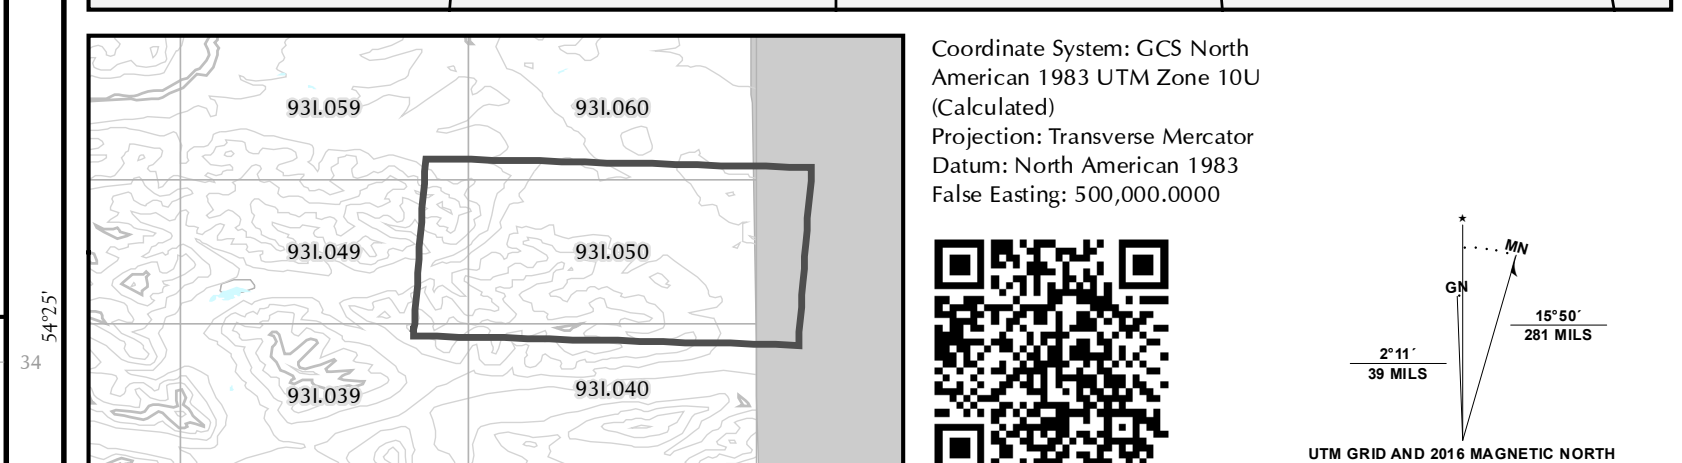 54°25'
34
93I.059
93I.060
93I.049
93I.050
93I.039
93I.040
Coordinate System: GCS North
American 1983 UTM Zone 10U
(Calculated)
Projection: Transverse Mercator
Datum: North American 1983
False Easting: 500,000.0000
MN
GN
15°50´
281 MILS
2°11´
39 MILS
UTM GRID AND 2016 MAGNETIC NORTH